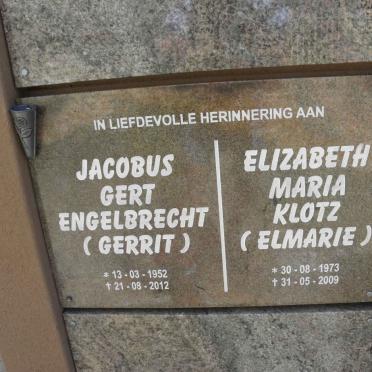 IN LIEFDEVOLLE HERINNERING AAN
JACOBUS
GERT
ENGELBRECHT
( GERRIT )
* 13 - 03 - 1952
† 21 - 08 - 2012
ELIZABETH
MARIA
KLOTZ
( ELMARIE )
* 30 - 08 - 1973
† 31 - 05 - 2009